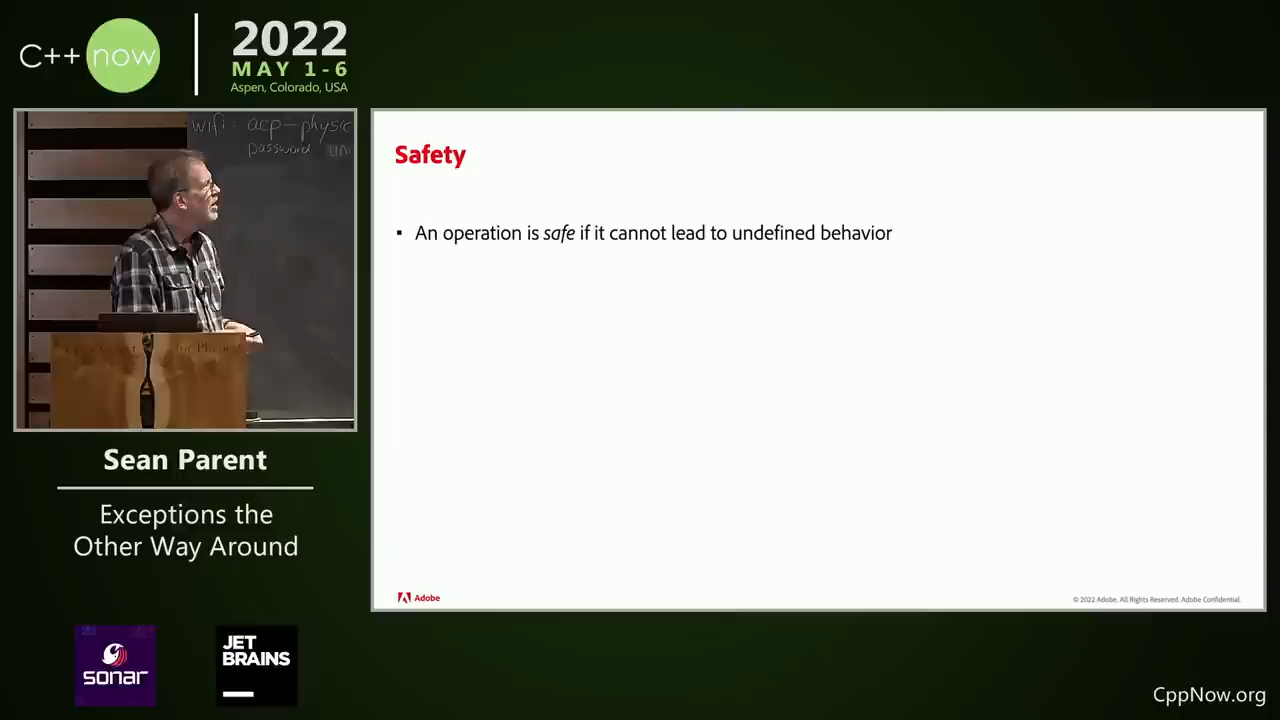 C++ now
2022
MAY 1-6
Aspen, Colorado, USA
wifi - acp-physic
password uni
Sean Parent
Exceptions the
Other Way Around
Safety
▪ An operation is safe if it cannot lead to undefined behavior
Adobe
© 2022 Adobe. All Rights Reserved. Adobe Confidential.
sonar
JET
BRAINS
CppNow.org